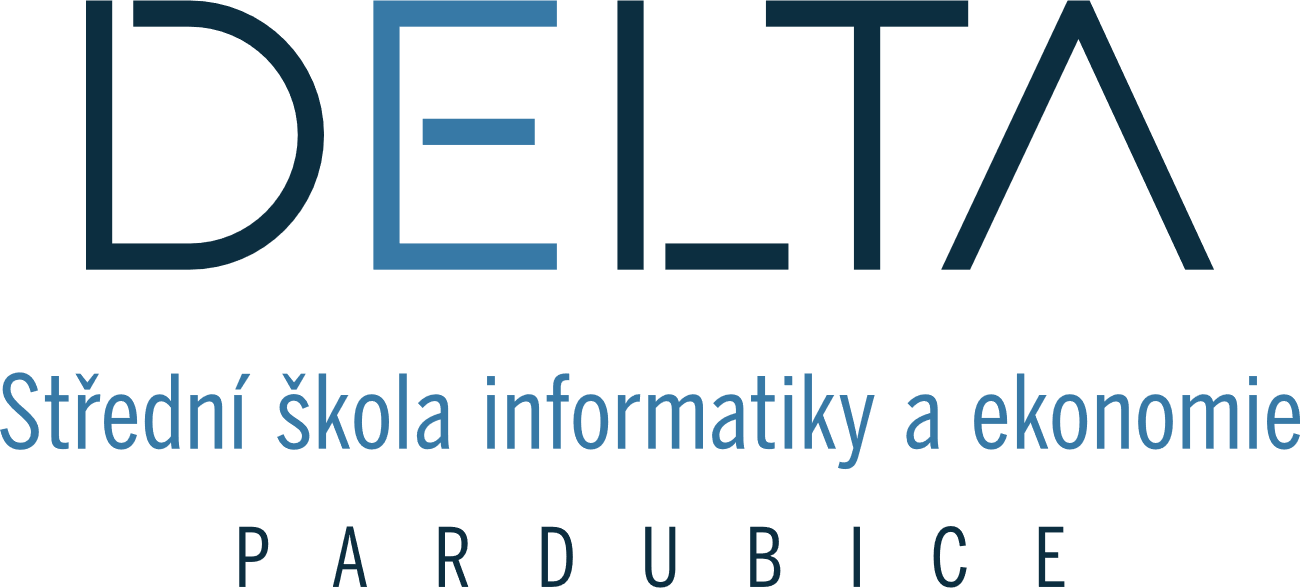 DELTA
Střední škola informatiky a ekonomie
PARDUBICE